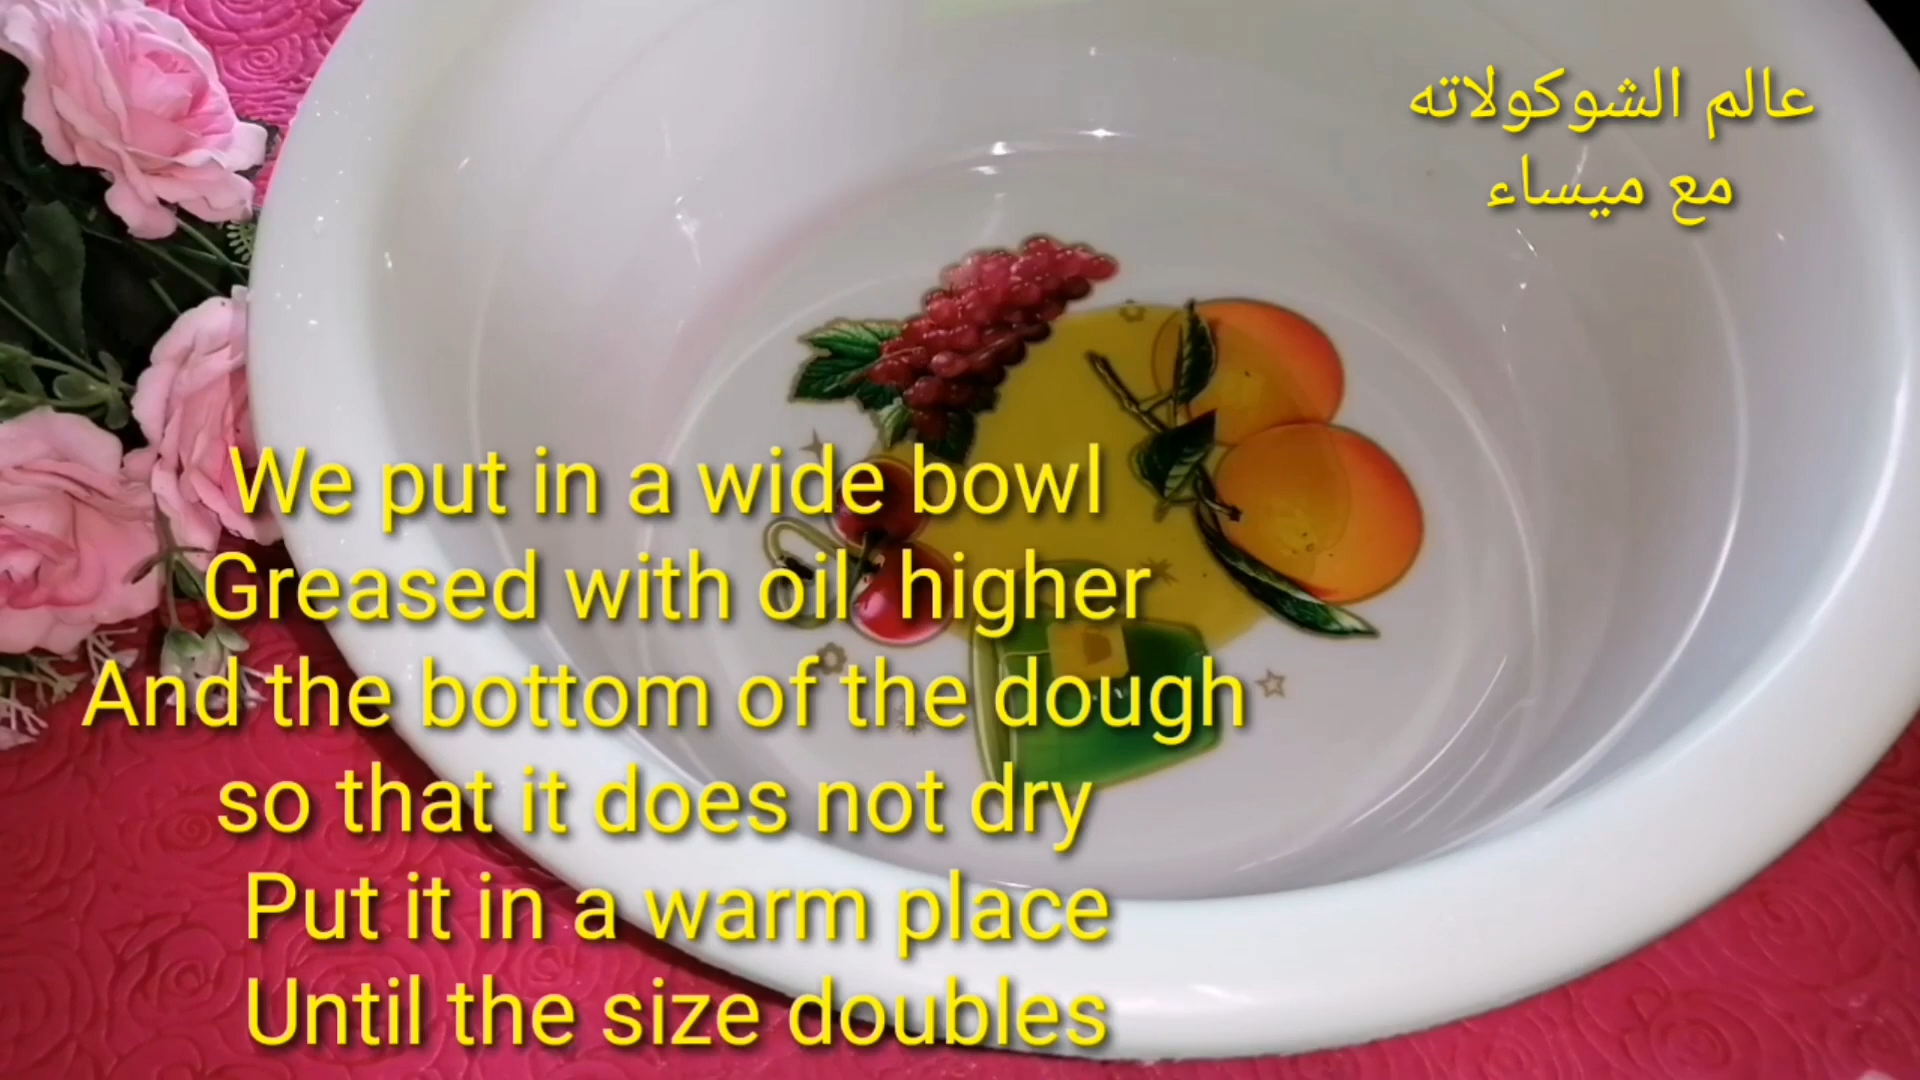 عالم الشوكولاته
مع ميساء
We put in a wide bowl
Greased with oil, higher
And the bottom of the dough
so that it does not dry
Put it in a warm place
Until the size doubles